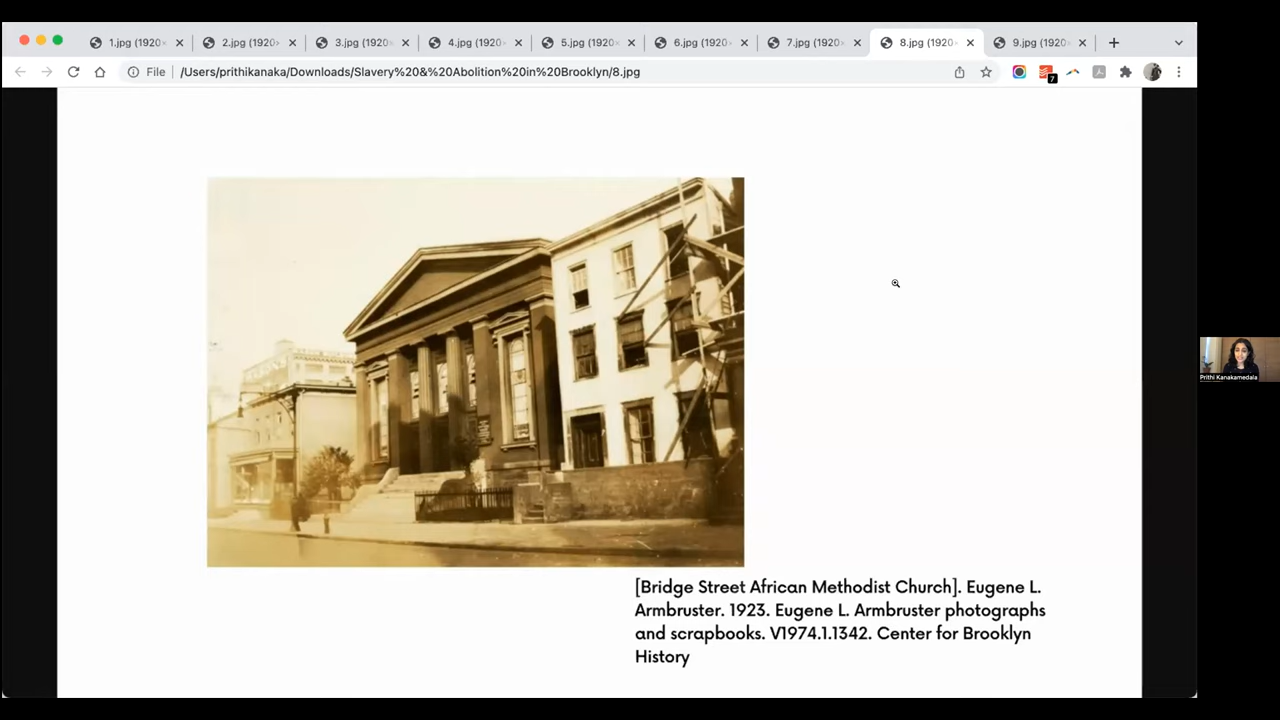 1.jpg (1920×
2.jpg (1920×
3.jpg (1920×
4.jpg (1920×
5.jpg (1920×
6.jpg (1920×
7.jpg (1920×
8.jpg (1920×
9.jpg (1920×
File
/Users/prithikanaka/Downloads/Slavery%20&%20Abolition%20in%20Brooklyn/8.jpg
7
[Bridge Street African Methodist Church]. Eugene L.
Armbruster. 1923. Eugene L. Armbruster photographs
and scrapbooks. V1974.1.1342. Center for Brooklyn
History
Prithi Kanakamedala